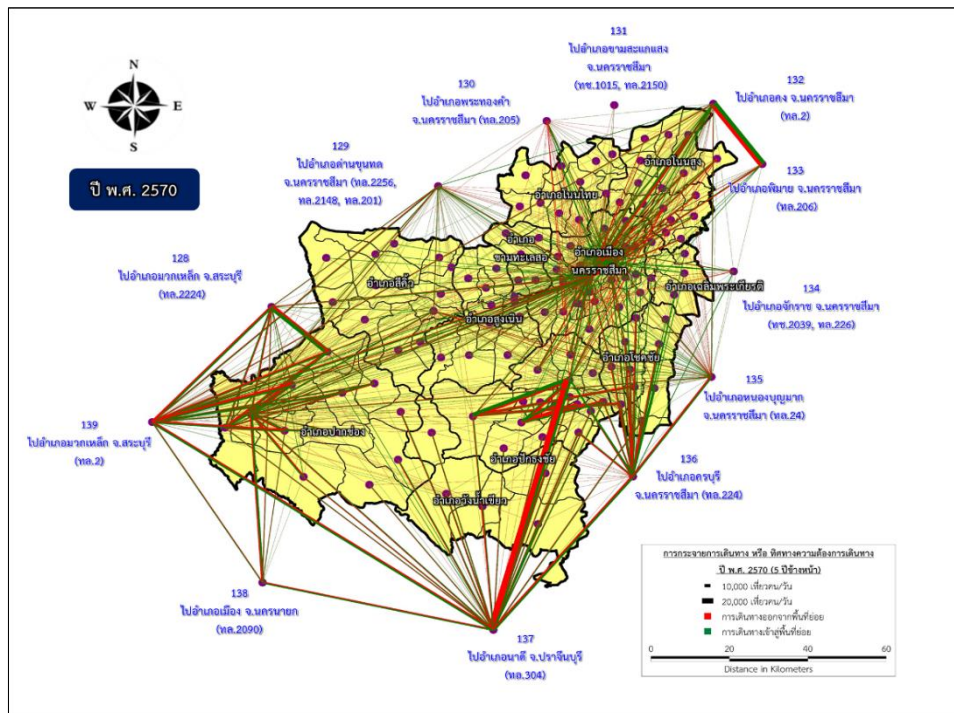 131
ไปอำเภอขามสะแกแสง
จ.นครราชสีมา
(ทช.1015, ทล.2150)
130
ไปอำเภอพระทองคำ
จ.นครราชสีมา (ทล.205)
132
ไปอำเภอคง จ.นครราชสีมา
(ทล.2)
N
W
E
S
129
ไปอำเภอด่านขุนทด
จ.นครราชสีมา (ทล.2256,
ทล.2148, ทล.201)
133
ไปอำเภอพิมาย จ.นครราชสีมา
(ทล.206)
ปี พ.ศ. 2570
อำเภอโนนสูง
อำเภอโนนไทย
อำเภอ
ขามทะเลสอ
อำเภอเมือง
นครราชสีมา
128
ไปอำเภอมวกเหล็ก จ.สระบุรี
(ทล.2224)
อำเภอสีคิ้ว
อำเภอเฉลิมพระเกียรติ
134
ไปอำเภอจักราช จ.นครราชสีมา
(ทช.2039, ทล.226)
อำเภอสูงเนิน
อำเภอโชคชัย
135
ไปอำเภอหนองบุญมาก
จ.นครราชสีมา (ทล.24)
139
ไปอำเภอมวกเหล็ก จ.สระบุรี
(ทล.2)
อำเภอปากช่อง
อำเภอปักธงชัย
136
ไปอำเภอครบุรี
จ.นครราชสีมา (ทล.224)
อำเภอวังน้ำเขียว
138
ไปอำเภอเมือง จ.นครนายก
(ทล.2090)
137
ไปอำเภอนาดี จ.ปราจีนบุรี
(ทล.304)
การกระจายการเดินทาง หรือ ทิศทางความต้องการเดินทาง
ปี พ.ศ. 2570 (5 ปีข้างหน้า)
10,000 เที่ยวคน/วัน
20,000 เที่ยวคน/วัน
การเดินทางออกจากพื้นที่ย่อย
การเดินทางเข้าสู่พื้นที่ย่อย
0 20 40 60
Distance in Kilometers